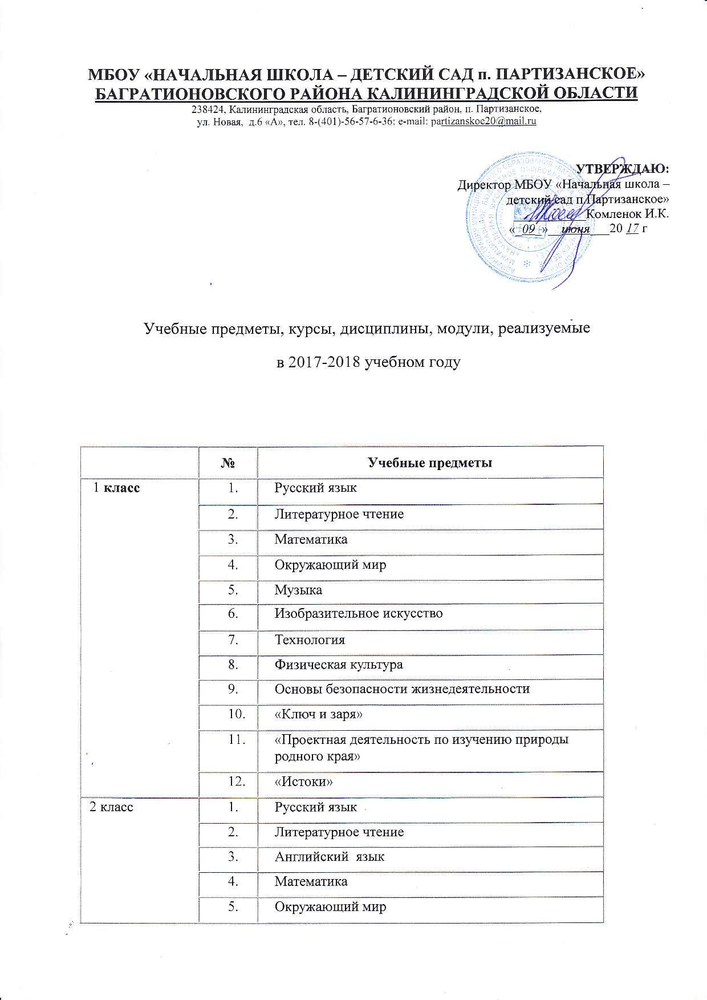 МБОУ «НАЧАЛЬНАЯ ШКОЛА – ДЕТСКИЙ САД п. ПАРТИЗАНСКОЕ»
БАГРАТИОНОВСКОГО РАЙОНА КАЛИНИНГРАДСКОЙ ОБЛАСТИ
238424, Калининградская область, Багратионовский район, п. Партизанское,
ул. Новая, д.6 «А», тел. 8-(401)-56-57-6-36; e-mail: partizanskoe20@mail.ru
УТВЕРЖДАЮ:
Директор МБОУ «Начальная школа –
детский сад п.Партизанское»
____________Комленок И.К.
«_09_»__июня___20 17 г
Учебные предметы, курсы, дисциплины, модули, реализуемые
в 2017-2018 учебном году
№ Учебные предметы
1 класс 1. Русский язык
2. Литературное чтение
3. Математика
4. Окружающий мир
5. Музыка
6. Изобразительное искусство
7. Технология
8. Физическая культура
9. Основы безопасности жизнедеятельности
10. «Ключ и заря»
11. «Проектная деятельность по изучению природы
родного края»
12. «Истоки»
2 класс 1. Русский язык
2. Литературное чтение
3. Английский язык
4. Математика
5. Окружающий мир